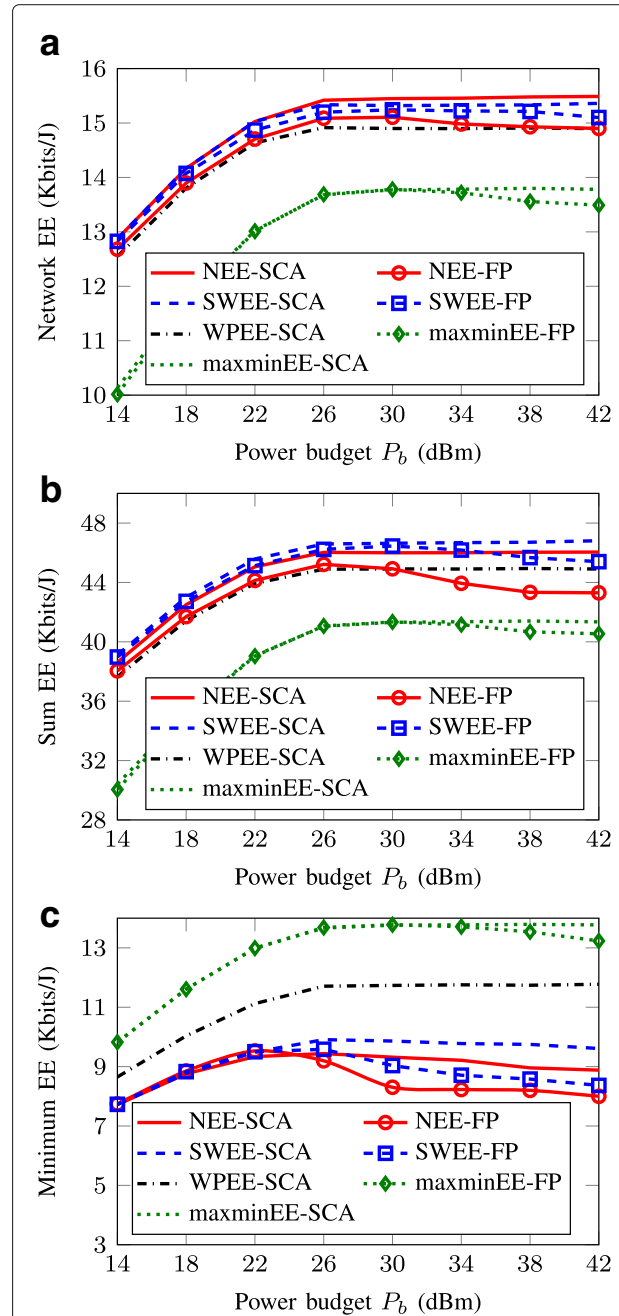 a
16
15
14
13
12
11
10
Network EE (Kbits/J)
NEE-SCA NEE-FP
SWEE-SCA SWEE-FP
WPEE-SCA maxminEE-FP
maxminEE-SCA
14 18 22 26 30 34 38 42
Power budget P_b (dBm)
b
48
44
40
36
32
28
Sum EE (Kbits/J)
NEE-SCA NEE-FP
SWEE-SCA SWEE-FP
WPEE-SCA maxminEE-FP
maxminEE-SCA
14 18 22 26 30 34 38 42
Power budget P_b (dBm)
c
13
11
9
7
5
3
Minimum EE (Kbits/J)
NEE-SCA NEE-FP
SWEE-SCA SWEE-FP
WPEE-SCA maxminEE-FP
maxminEE-SCA
14 18 22 26 30 34 38 42
Power budget P_b (dBm)